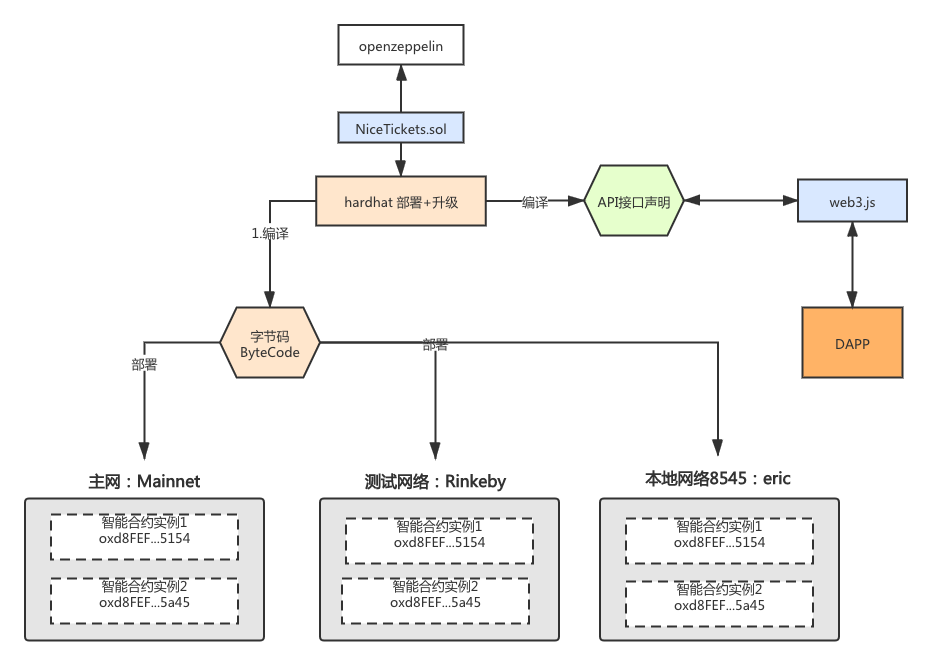 openzeppelin
NiceTickets.sol
hardhat 部署+升级
编译
API接口声明
web3.js
1.编译
字节码
ByteCode
部署
部署
DAPP
主网：Mainnet
测试网络：Rinkeby
本地网络8545：eric
智能合约实例1
oxd8FEF...5154
智能合约实例2
oxd8FEF...5a45
智能合约实例1
oxd8FEF...5154
智能合约实例2
oxd8FEF...5a45
智能合约实例1
oxd8FEF...5154
智能合约实例2
oxd8FEF...5a45